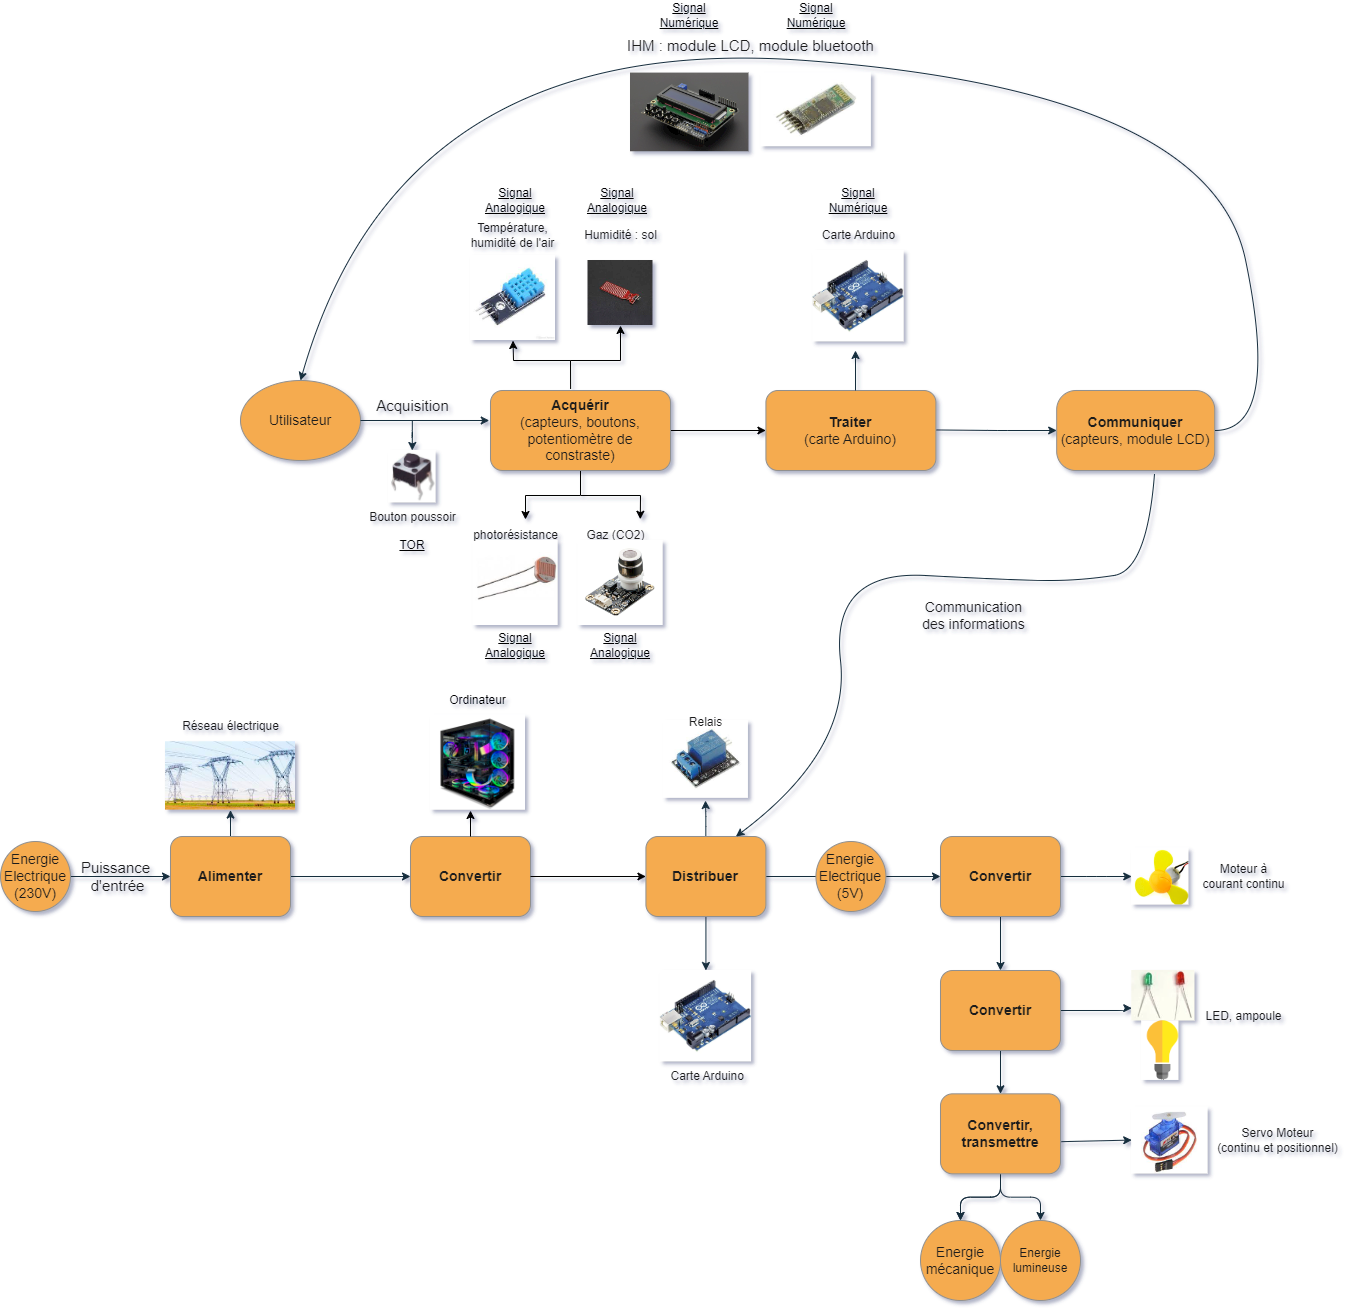 Signal
Numérique
Signal
Numérique
IHM : module LCD, module bluetooth
Signal
Analogique
Signal
Analogique
Signal
Numérique
Température,
humidité de l'air
Humidité : sol
Carte Arduino
Utilisateur
Acquisition
Acquérir
(capteurs, boutons,
potentiomètre de
constraste)
Traiter
(carte Arduino)
Communiquer
(capteurs, module LCD)
Bouton poussoir
TOR
photorésistance
Gaz (CO2)
Signal
Analogique
Signal
Analogique
Communication
des informations
Réseau électrique
Ordinateur
Relais
Energie
Electrique
(230V)
Puissance
d'entrée
Alimenter
Convertir
Distribuer
Energie
Electrique
(5V)
Convertir
Moteur à
courant continu
Carte Arduino
Convertir
LED, ampoule
Convertir,
transmettre
Servo Moteur
(continu et positionnel)
Energie
mécanique
Energie
lumineuse